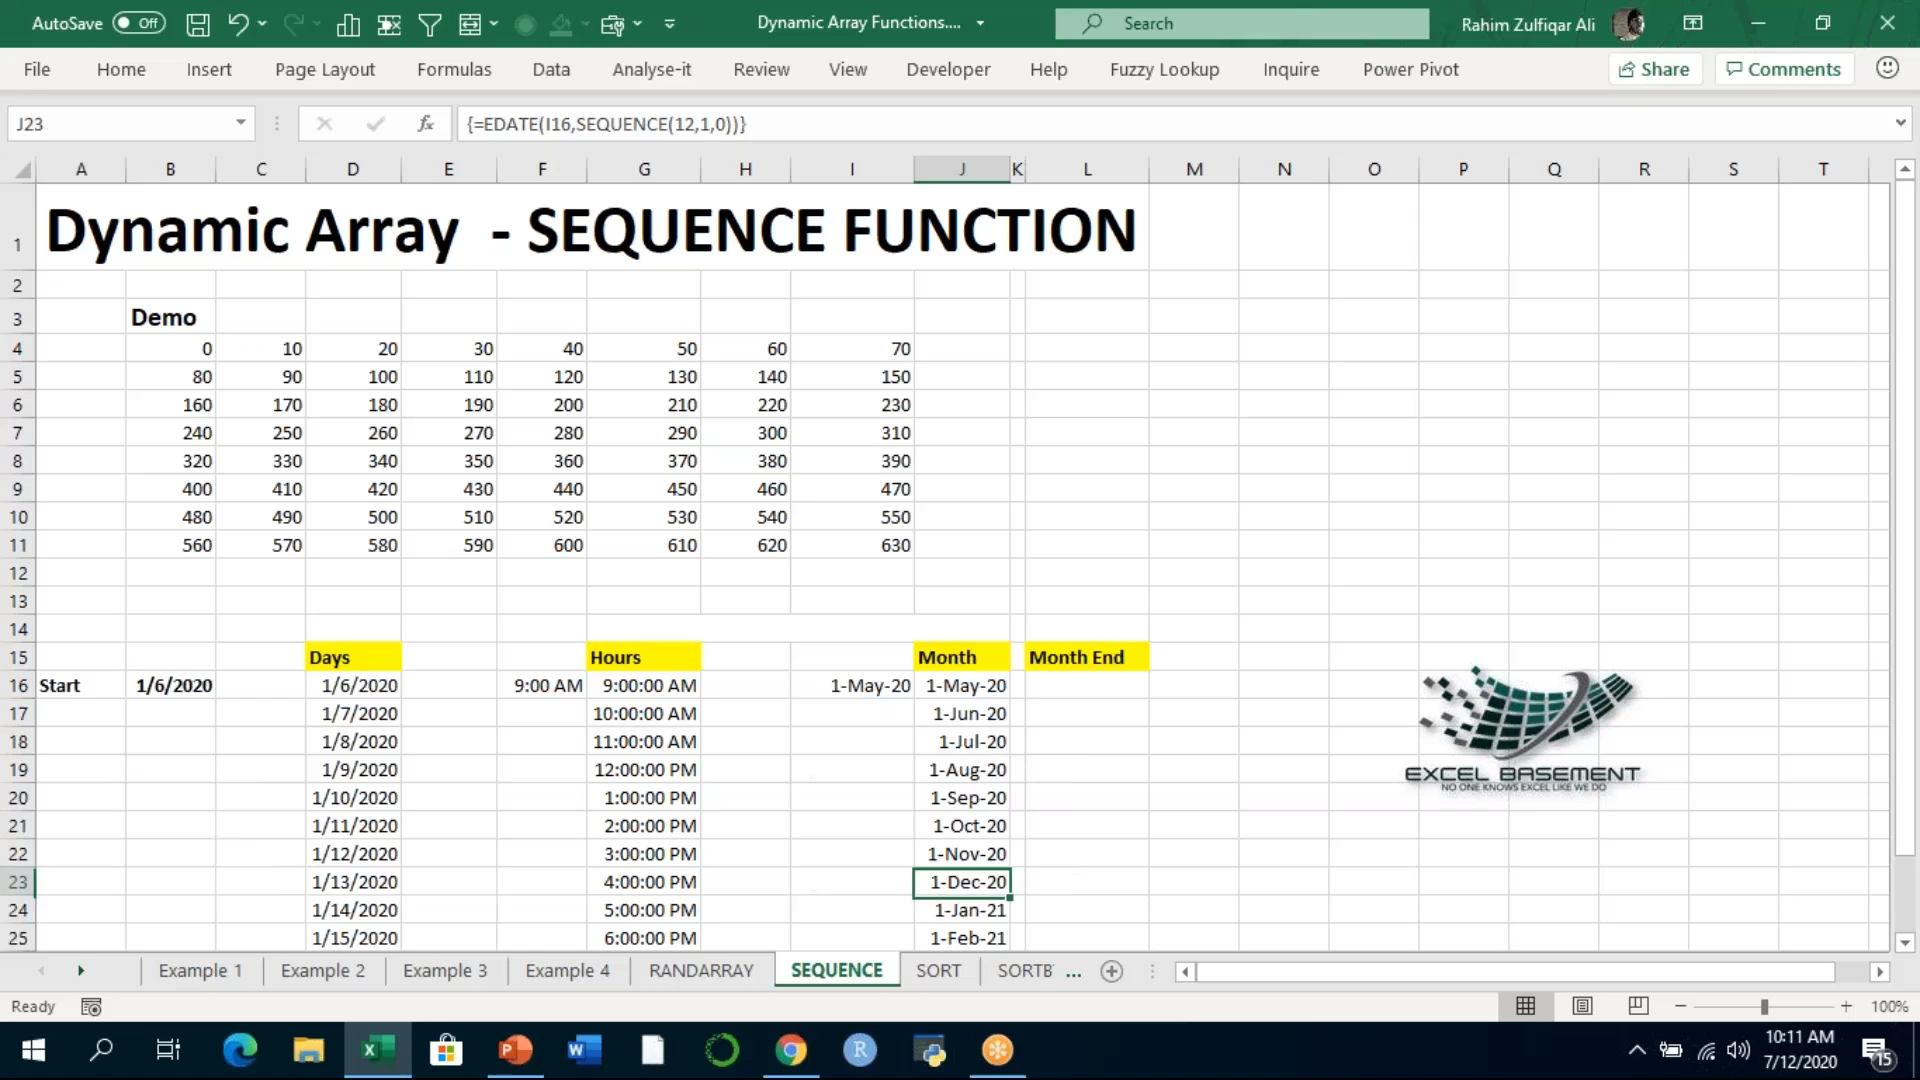 AutoSave Off Dynamic Array Functions.... Search Rahim Zulfiqar Ali
File Home Insert Page Layout Formulas Data Analyse-it Review View Developer Help Fuzzy Lookup Inquire Power Pivot Share Comments
J23 fx {=EDATE(I16,SEQUENCE(12,1,0))}
A B C D E F G H I J K L M N O P Q R S T
1 Dynamic Array - SEQUENCE FUNCTION
2
3 Demo
4 0 10 20 30 40 50 60 70
5 80 90 100 110 120 130 140 150
6 160 170 180 190 200 210 220 230
7 240 250 260 270 280 290 300 310
8 320 330 340 350 360 370 380 390
9 400 410 420 430 440 450 460 470
10 480 490 500 510 520 530 540 550
11 560 570 580 590 600 610 620 630
12
13
14
15 Days Hours Month Month End
16 Start 1/6/2020 1/6/2020 9:00 AM 9:00:00 AM 1-May-20 1-May-20
17 1/7/2020 10:00:00 AM 1-Jun-20
18 1/8/2020 11:00:00 AM 1-Jul-20
19 1/9/2020 12:00:00 PM 1-Aug-20
EXCEL BASEMENT
NO ONE KNOWS EXCEL LIKE WE DO
20 1/10/2020 1:00:00 PM 1-Sep-20
21 1/11/2020 2:00:00 PM 1-Oct-20
22 1/12/2020 3:00:00 PM 1-Nov-20
23 1/13/2020 4:00:00 PM 1-Dec-20
24 1/14/2020 5:00:00 PM 1-Jan-21
25 1/15/2020 6:00:00 PM 1-Feb-21
Example 1 Example 2 Example 3 Example 4 RANDARRAY SEQUENCE SORT SORTB ...
Ready 100%
10:11 AM
7/12/2020 15